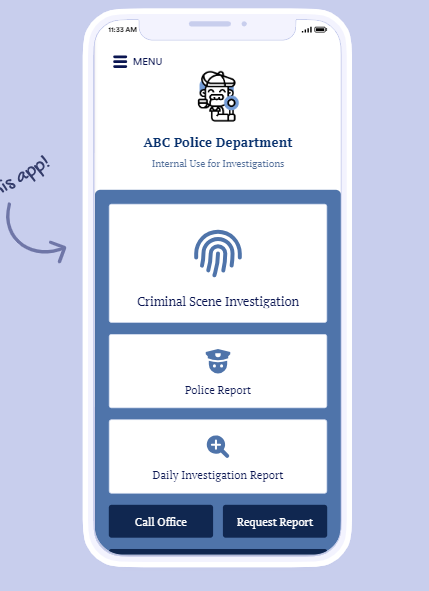 11:33 AM
MENU
ABC Police Department
Internal Use for Investigations
app!
Criminal Scene Investigation
Police Report
Daily Investigation Report
Call Office
Request Report